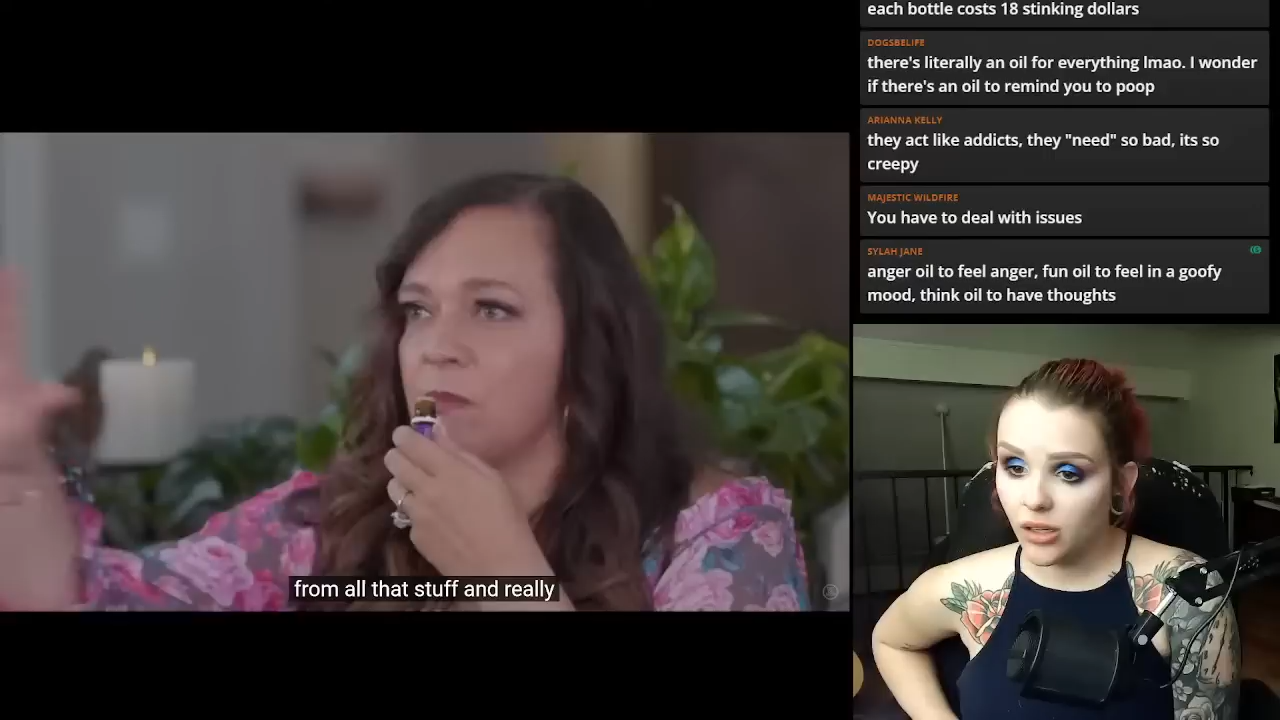 each bottle costs 18 stinking dollars
DOGSBELIFE
there's literally an oil for everything lmao. I wonder
if there's an oil to remind you to poop
ARIANNA KELLY
they act like addicts, they "need" so bad, its so
creepy
MAJESTIC WILDFIRE
You have to deal with issues
SYLAH JANE
anger oil to feel anger, fun oil to feel in a goofy
mood, think oil to have thoughts
from all that stuff and really